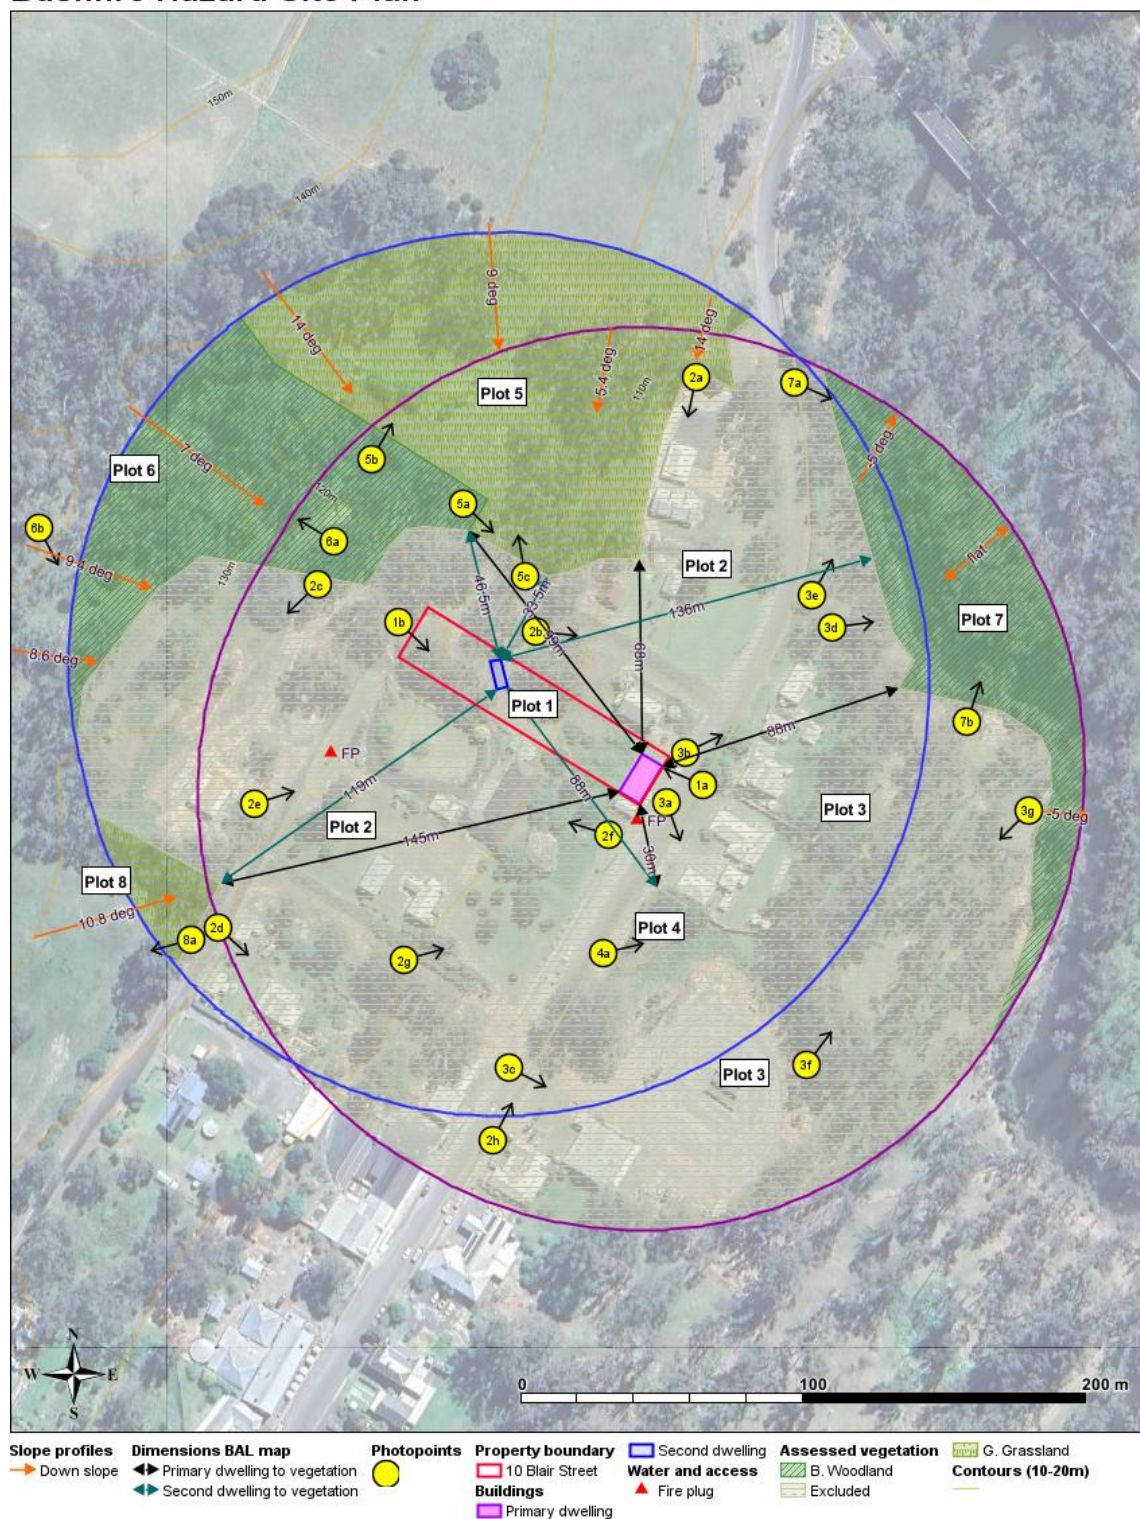 Bushfire Hazard Site Plan
150m
140m
9 deg
14 deg
14 deg
5.4 deg
110m
2a
7a
Plot 5
5b
-5 deg
Plot 6
7 deg
120m
5a
6b
6a
flat
9.4 deg
130m
2c
5c
Plot 2
46.5m
33.5m
3e
136m
1b
2b
3d
Plot 7
99m
8.6 deg
68m
Plot 1
7b
88m
FP
3b
1a
119m
88m
2e
3a
Plot 3
3g
-5 deg
Plot 2
FP
2f
145m
30m
Plot 8
10.8 deg
2d
Plot 4
8a
2g
4a
3c
Plot 3
3f
2h
N
W E
S
0 100 200 m
Slope profiles
Down slope
Dimensions BAL map
Primary dwelling to vegetation
Second dwelling to vegetation
Photopoints
Property boundary
10 Blair Street
Buildings
Primary dwelling
Second dwelling
Water and access
Fire plug
Assessed vegetation
B. Woodland
Excluded
G. Grassland
Contours (10-20m)